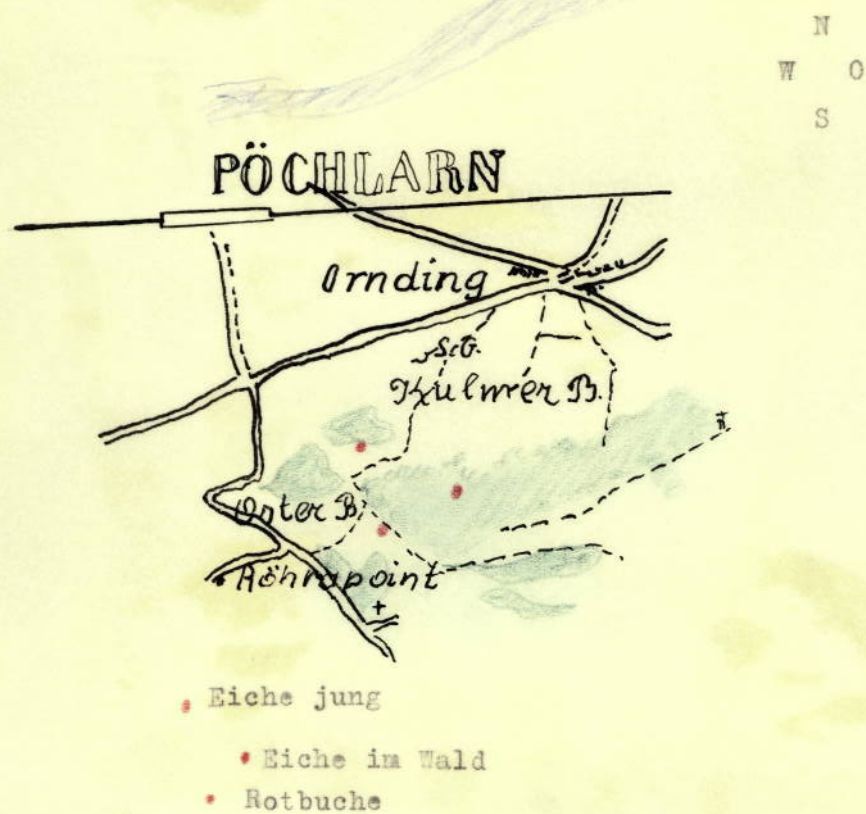 N
W O
S
PÖCHLARN
Ornding
S.G.
Kulmer B.
Oster B.
Röhrapoint
Eiche jung
Eiche im Wald
Rotbuche